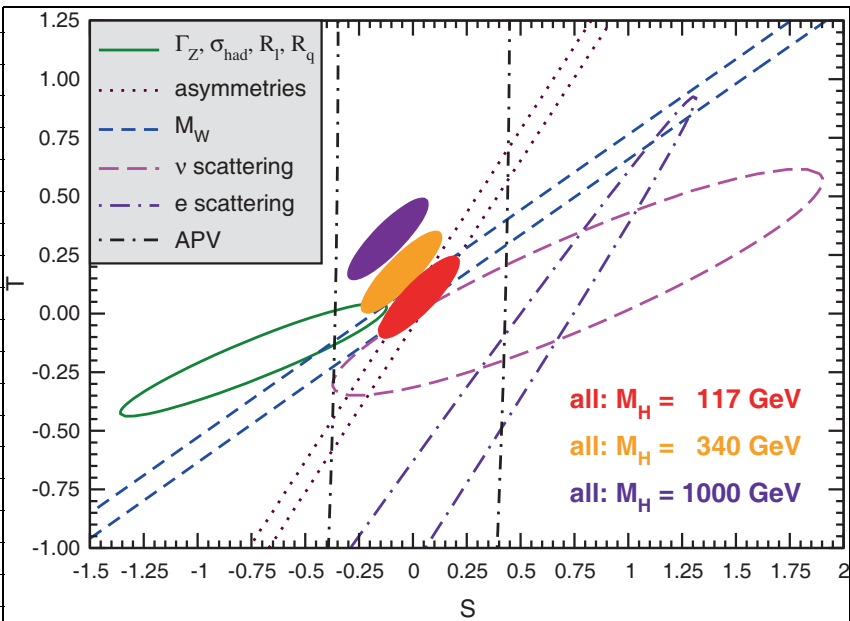 1.25
1.00
0.75
0.50
0.25
0.00
-0.25
-0.50
-0.75
-1.00
T
Γ_Z, σ_had, R_l, R_q
asymmetries
M_W
ν scattering
e scattering
APV
all: M_H = 117 GeV
all: M_H = 340 GeV
all: M_H = 1000 GeV
-1.5 -1.25 -1 -0.75 -0.5 -0.25 0 0.25 0.5 0.75 1 1.25 1.5 1.75 2
S